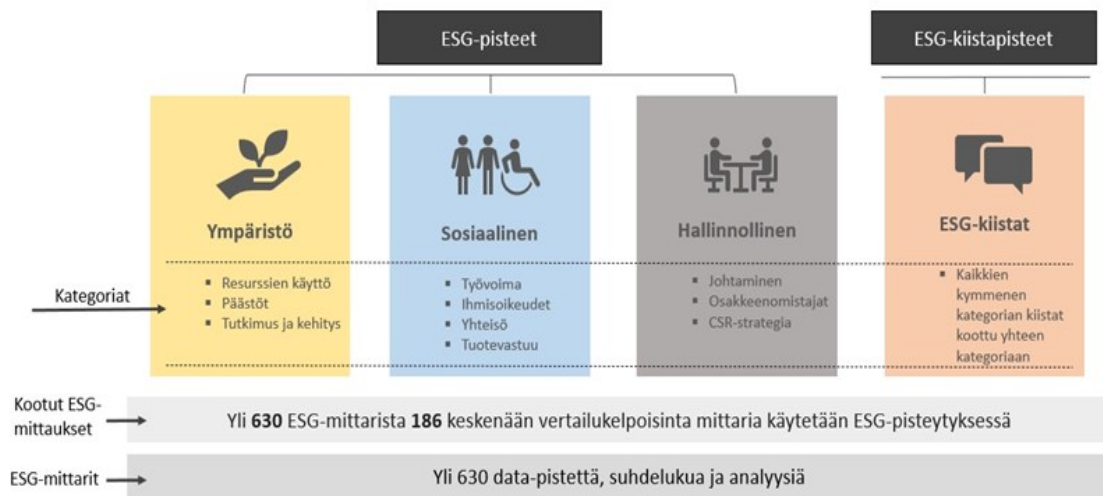 ESG-pisteet
ESG-kiistapisteet
Ympäristö
Sosiaalinen
Hallinnollinen
ESG-kiistat
Kategoriat
▪ Resurssien käyttö
▪ Päästöt
▪ Tutkimus ja kehitys
▪ Työvoima
▪ Ihmisoikeudet
▪ Yhteisö
▪ Tuotevastuu
▪ Johtaminen
▪ Osakkeenomistajat
▪ CSR-strategia
▪ Kaikkien
kymmenen
kategorian kiistat
koottu yhteen
kategoriaan
Kootut ESG-
mittaukset
Yli 630 ESG-mittarista 186 keskenään vertailukelpoisinta mittaria käytetään ESG-pisteytyksessä
ESG-mittarit
Yli 630 data-pistettä, suhdelukua ja analyysiä